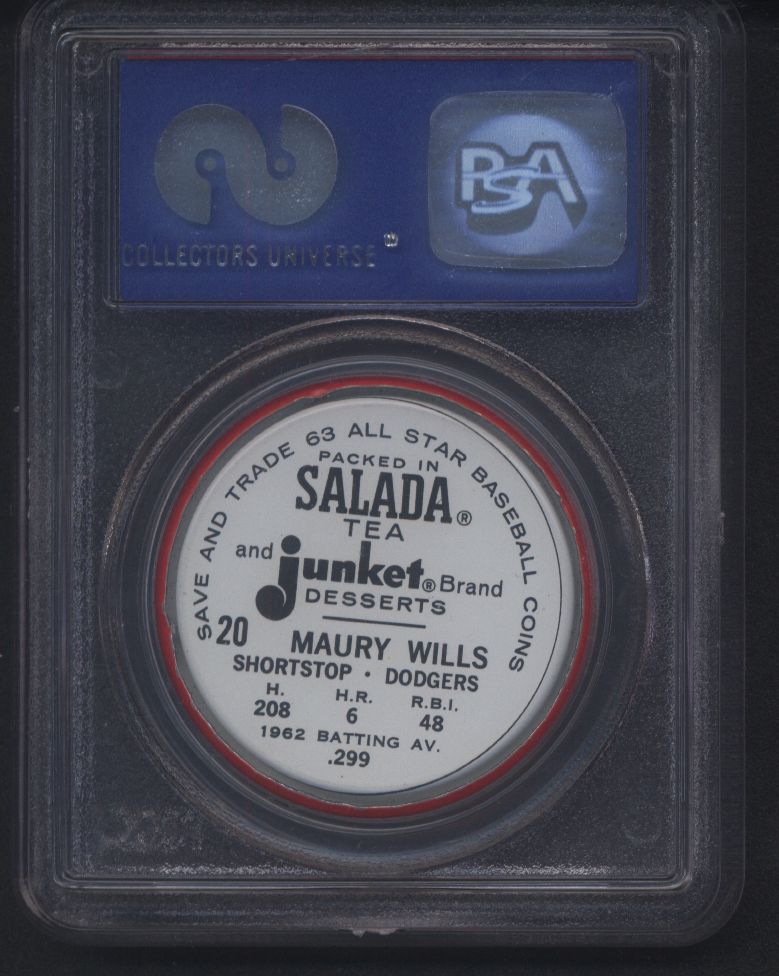 COLLECTORS UNIVERSE
PSA
SAVE AND TRADE 63 ALL STAR BASEBALL COINS
PACKED IN
SALADA®
TEA
and junket® Brand
DESSERTS
20 MAURY WILLS
SHORTSTOP · DODGERS
H. H.R. R.B.I.
208 6 48
1962 BATTING AV.
.299